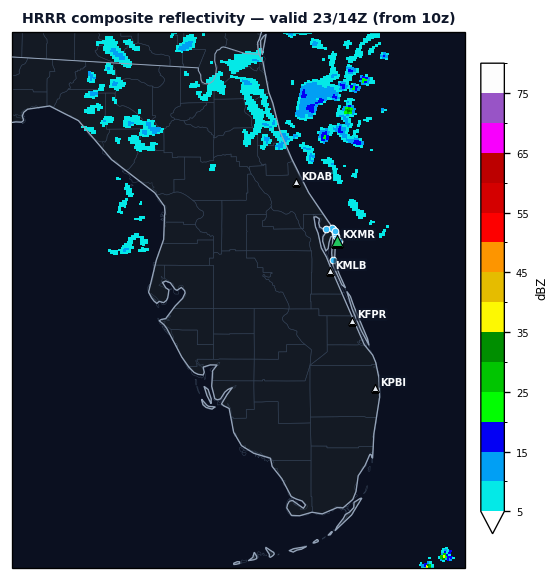 HRRR composite reflectivity — valid 23/14Z (from 10z)
KDAB
KXMR
KMLB
KFPR
KPBI
75
65
55
45
35
25
15
5
dBZ